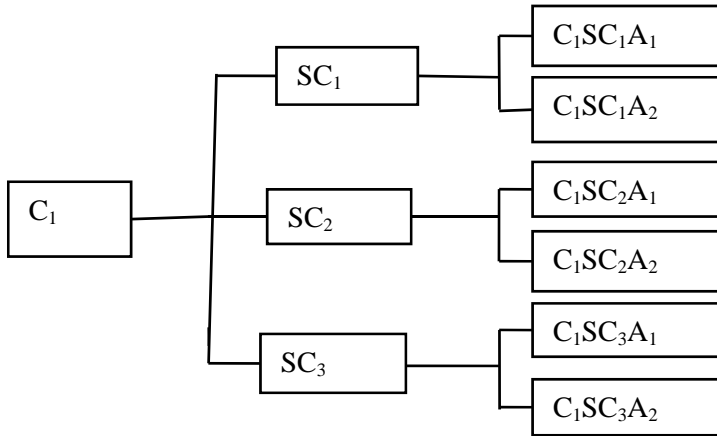 C₁SC₁A₁
SC₁
C₁SC₁A₂
C₁SC₂A₁
C₁
SC₂
C₁SC₂A₂
C₁SC₃A₁
SC₃
C₁SC₃A₂